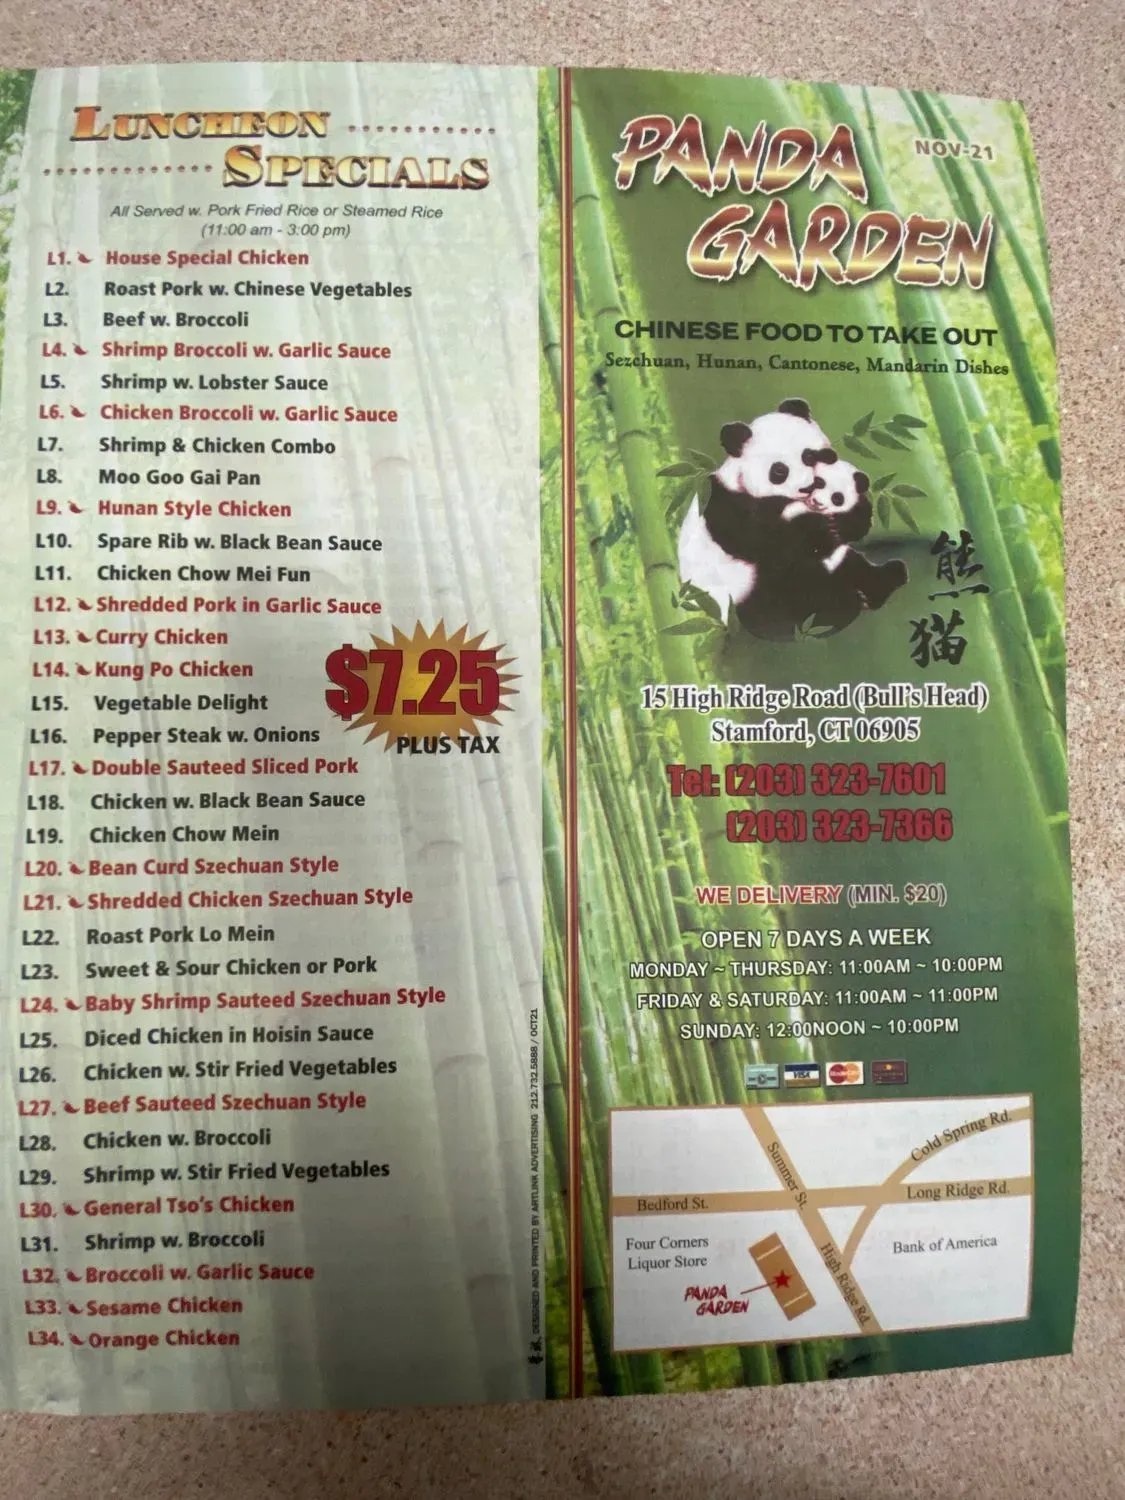 LUNCHEON
SPECIALS
All Served w. Pork Fried Rice or Steamed Rice
(11:00 am - 3:00 pm)
L1. House Special Chicken
L2. Roast Pork w. Chinese Vegetables
L3. Beef w. Broccoli
L4. Shrimp Broccoli w. Garlic Sauce
L5. Shrimp w. Lobster Sauce
L6. Chicken Broccoli w. Garlic Sauce
L7. Shrimp & Chicken Combo
L8. Moo Goo Gai Pan
L9. Hunan Style Chicken
L10. Spare Rib w. Black Bean Sauce
L11. Chicken Chow Mei Fun
L12. Shredded Pork in Garlic Sauce
L13. Curry Chicken
L14. Kung Po Chicken
L15. Vegetable Delight
L16. Pepper Steak w. Onions
L17. Double Sauteed Sliced Pork
L18. Chicken w. Black Bean Sauce
L19. Chicken Chow Mein
L20. Bean Curd Szechuan Style
L21. Shredded Chicken Szechuan Style
L22. Roast Pork Lo Mein
L23. Sweet & Sour Chicken or Pork
L24. Baby Shrimp Sauteed Szechuan Style
L25. Diced Chicken in Hoisin Sauce
L26. Chicken w. Stir Fried Vegetables
L27. Beef Sauteed Szechuan Style
L28. Chicken w. Broccoli
L29. Shrimp w. Stir Fried Vegetables
L30. General Tso's Chicken
L31. Shrimp w. Broccoli
L32. Broccoli w. Garlic Sauce
L33. Sesame Chicken
L34. Orange Chicken
$7.25
PLUS TAX
DESIGNED AND PRINTED BY ARTLINK ADVERTISING 212.732.5888 / OCT21
PANDA
NOV-21
GARDEN
CHINESE FOOD TO TAKE OUT
Sezchuan, Hunan, Cantonese, Mandarin Dishes
熊
猫
15 High Ridge Road (Bull's Head)
Stamford, CT 06905
Tel: (203) 323-7601
(203) 323-7366
WE DELIVERY (MIN. $20)
OPEN 7 DAYS A WEEK
MONDAY ~ THURSDAY: 11:00AM ~ 10:00PM
FRIDAY & SATURDAY: 11:00AM ~ 11:00PM
SUNDAY: 12:00NOON ~ 10:00PM
VISA
MasterCard
Summer St.
Cold Spring Rd.
Bedford St.
Long Ridge Rd.
Four Corners
Liquor Store
High Ridge Rd.
Bank of America
PANDA
GARDEN